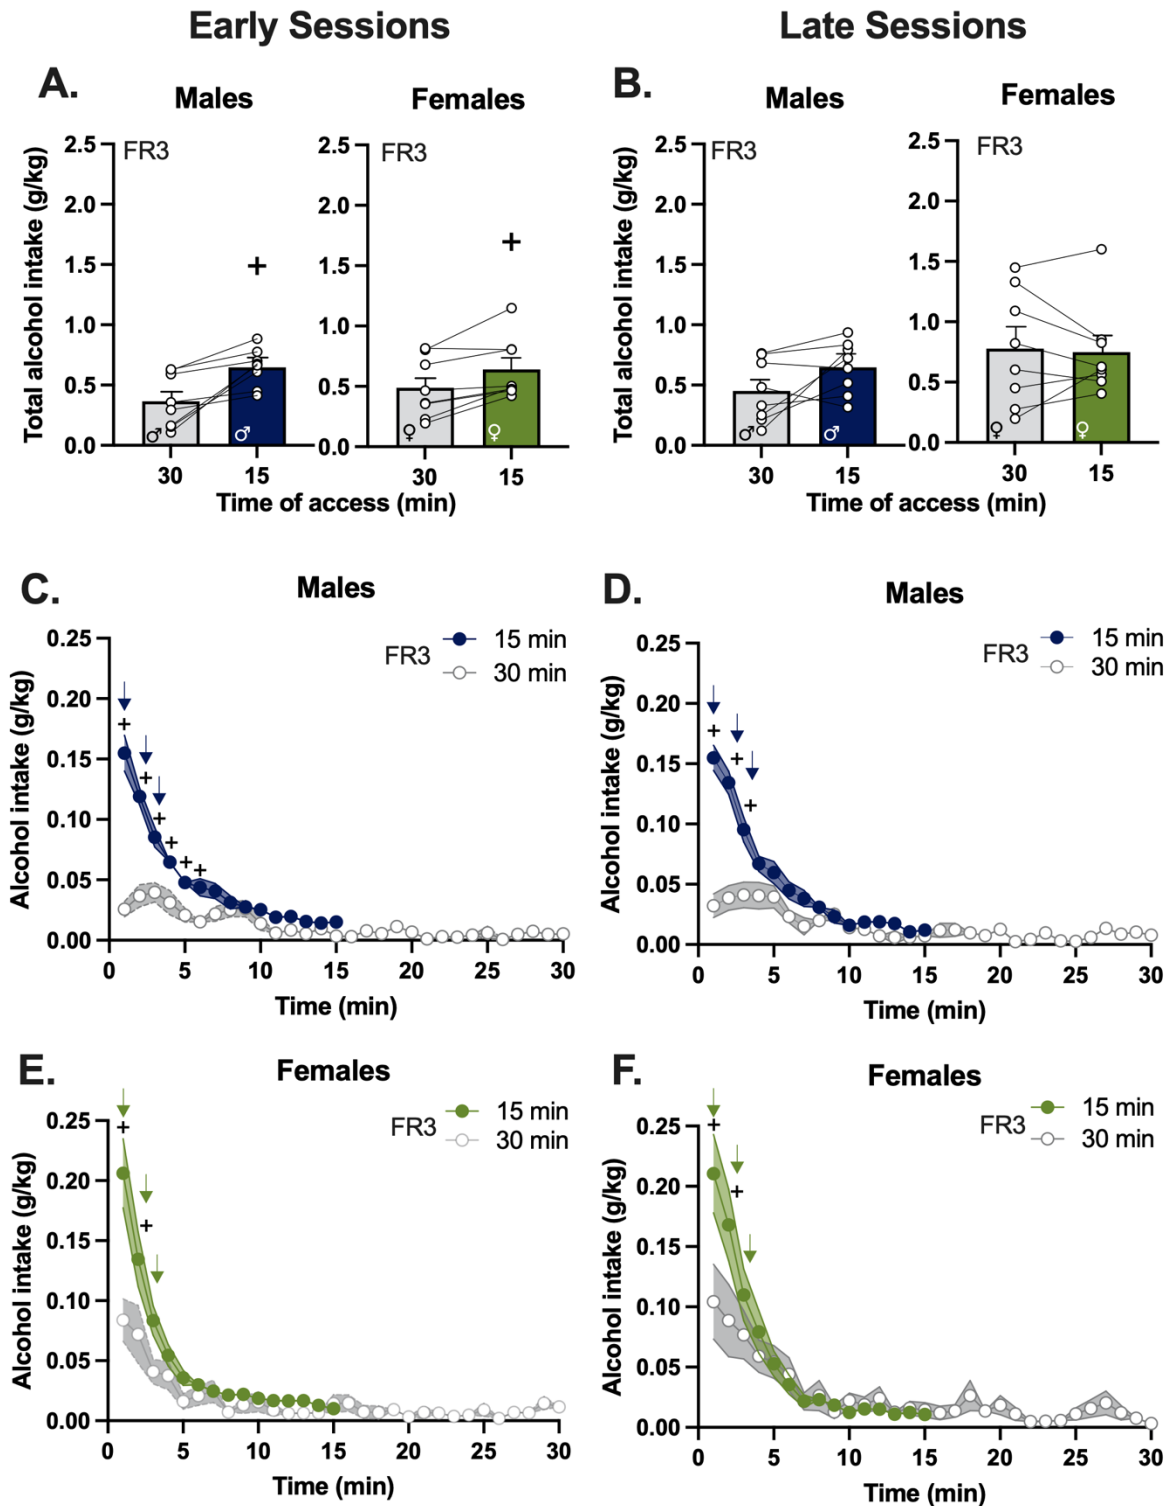 Early Sessions
Late Sessions
A.
Males
Females
B.
Males
Females
Total alcohol intake (g/kg)
2.5
2.0
1.5
1.0
0.5
0.0
FR3
+
♂
♂
30
15
2.5
2.0
1.5
1.0
0.5
0.0
FR3
+
♀
♀
30
15
Time of access (min)
Total alcohol intake (g/kg)
2.5
2.0
1.5
1.0
0.5
0.0
FR3
♂
♂
30
15
2.5
2.0
1.5
1.0
0.5
0.0
FR3
♀
♀
30
15
Time of access (min)
C.
Males
FR3
15 min
30 min
Alcohol intake (g/kg)
0.25
0.20
0.15
0.10
0.05
0.00
+
+
+
+
+
+
0
5
10
15
20
25
30
Time (min)
D.
Males
FR3
15 min
30 min
Alcohol intake (g/kg)
0.25
0.20
0.15
0.10
0.05
0.00
+
+
+
0
5
10
15
20
25
30
Time (min)
E.
Females
FR3
15 min
30 min
Alcohol intake (g/kg)
0.25
0.20
0.15
0.10
0.05
0.00
+
+
0
5
10
15
20
25
30
Time (min)
F.
Females
FR3
15 min
30 min
Alcohol intake (g/kg)
0.25
0.20
0.15
0.10
0.05
0.00
+
+
0
5
10
15
20
25
30
Time (min)